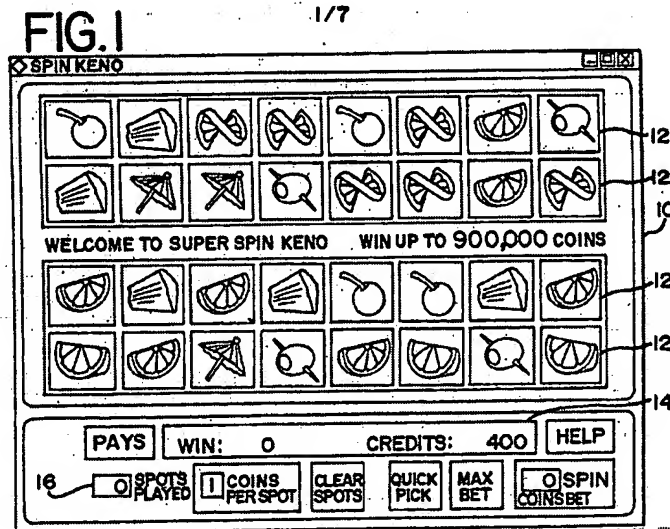 1/7
FIG.1
SPIN KENO
12
12
10
WELCOME TO SUPER SPIN KENO WIN UP TO 900,000 COINS
12
12
14
PAYS WIN: 0 CREDITS: 400 HELP
16 0 SPOTS PLAYED 1 COINS PER SPOT CLEAR SPOTS QUICK PICK MAX BET 0 SPIN COINS BET